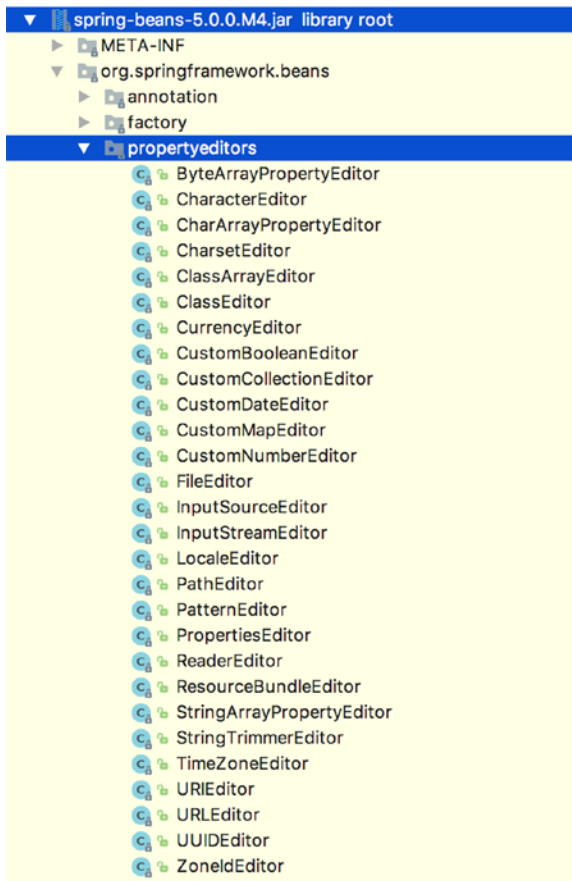 spring-beans-5.0.0.M4.jar library root
META-INF
org.springframework.beans
annotation
factory
propertyeditors
ByteArrayPropertyEditor
CharacterEditor
CharArrayPropertyEditor
CharsetEditor
ClassArrayEditor
ClassEditor
CurrencyEditor
CustomBooleanEditor
CustomCollectionEditor
CustomDateEditor
CustomMapEditor
CustomNumberEditor
FileEditor
InputSourceEditor
InputStreamEditor
LocaleEditor
PathEditor
PatternEditor
PropertiesEditor
ReaderEditor
ResourceBundleEditor
StringArrayPropertyEditor
StringTrimmerEditor
TimeZoneEditor
URIEditor
URLEditor
UUIDEditor
ZoneIdEditor